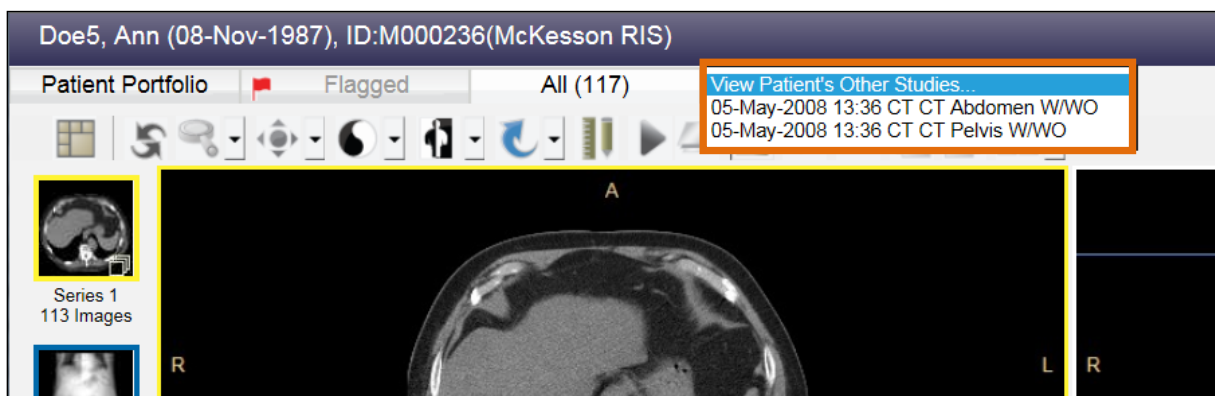 Doe5, Ann (08-Nov-1987), ID:M000236(McKesson RIS)
Patient Portfolio
Flagged
All (117)
View Patient's Other Studies...
05-May-2008 13:36 CT CT Abdomen W/WO
05-May-2008 13:36 CT CT Pelvis W/WO
A
Series 1
113 Images
R
L
R